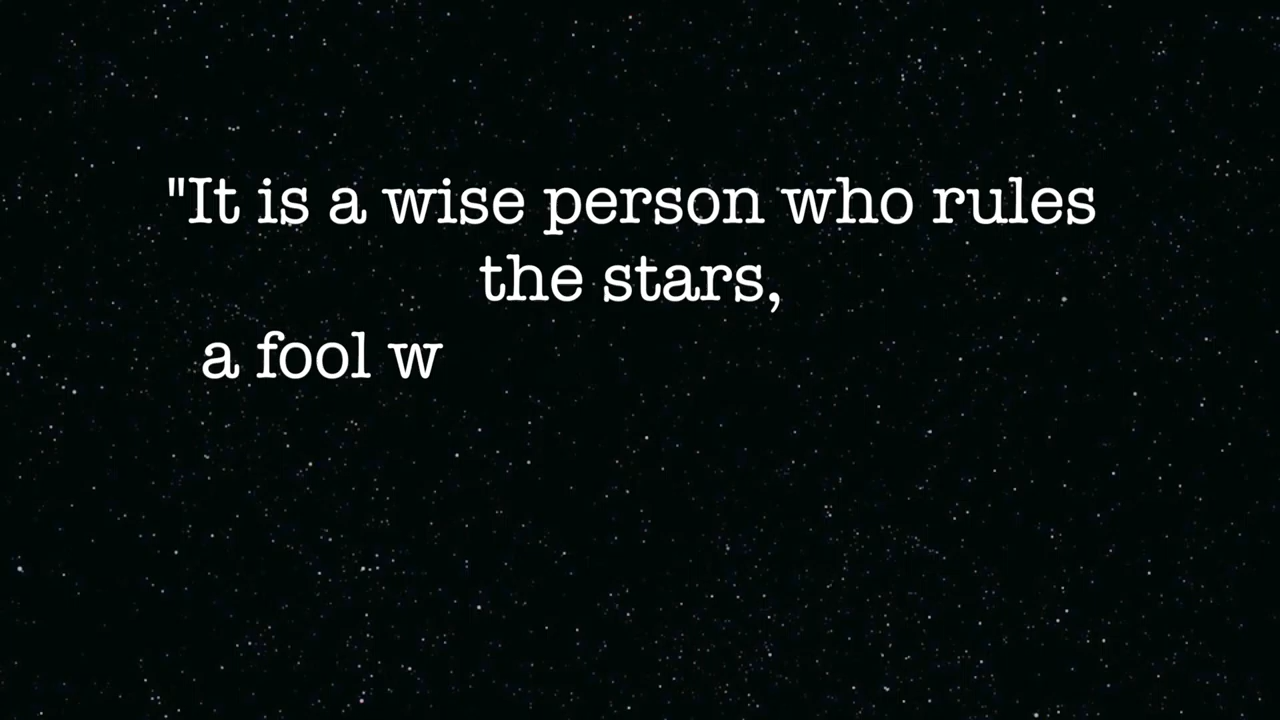 "It is a wise person who rules
the stars,
a fool w